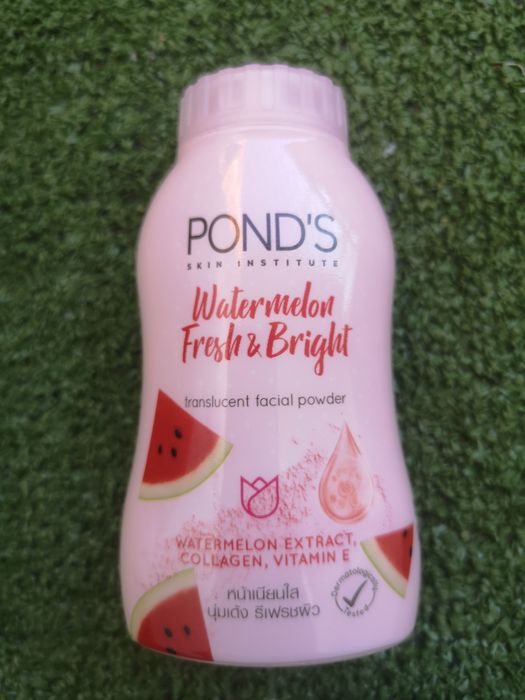 POND'S
SKIN INSTITUTE
Watermelon
Fresh & Bright
translucent facial powder
WATERMELON EXTRACT,
COLLAGEN, VITAMIN E
หน้าเนียนใส
นุ่มเด้ง รีเฟรชผิว
Dermatologically
Tested